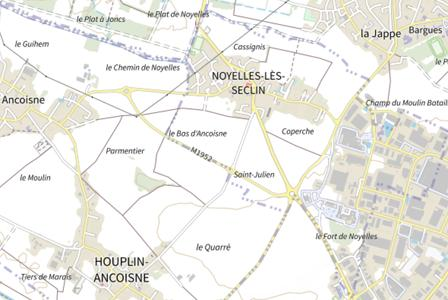 le Plat à Joncs
le Plat de Noyelles
la Jappe
Bargues
le Guihem
Cassignis
le Chemin de Noyelles
NOYELLES-LÈS-
SECLIN
Ancoisne
Champ du Moulin Batail
le Bas d'Ancoisne
Coperche
Parmentier
M1952
le Moulin
Saint-Julien
le Fort de Noyelles
le Quarré
HOUPLIN-
ANCOISNE
Tiers de Marais